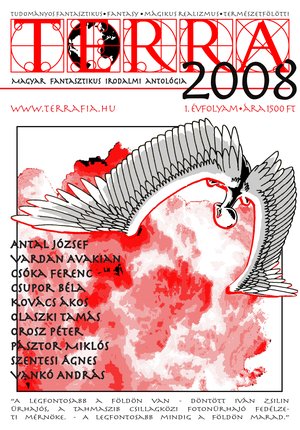 TUDOMÁNYOS FANTASZTIKUS • FANTASY • MÁGIKUS REALIZMUS • TERMÉSZETFÖLÖTTI
TERRA
MAGYAR FANTASZTIKUS IRODALMI ANTOLÓGIA
2008
WWW.TERRAFIA.HU
1. ÉVFOLYAM • ÁRA 1500 FT
ANTAL JÓZSEF
VARDAN AVAKIAN
CSÓKA FERENC
CSUPOR BÉLA
KOVÁCS ÁKOS
OLASZKI TAMÁS
OROSZ PÉTER
PÁSZTOR MIKLÓS
SZENTESI ÁGNES
VANKÓ ANDRÁS
"A LEGFONTOSABB A FÖLDÖN VAN - DÖNTÖTT IVÁN ZSILIN
ŰRHAJÓS, A TAHMASZIB CSILLAGKÖZI FOTONŰRHAJÓ FEDÉLZE-
TI MÉRNÖKE. - A LEGFONTOSABB MINDIG A FÖLDÖN MARAD."